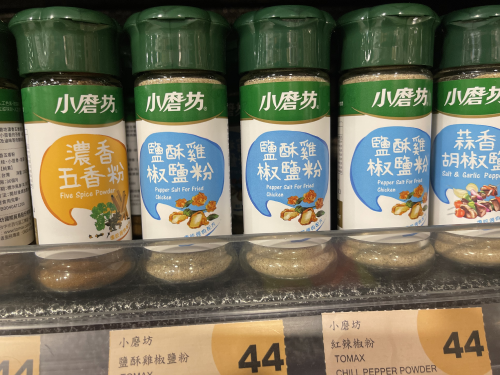 小磨坊
濃香
五香粉
Five Spice Powder
小磨坊
鹽酥雞
椒鹽粉
Pepper Salt For Fried
Chicken
小磨坊
鹽酥雞
椒鹽粉
Pepper Salt For Fried
Chicken
小磨坊
鹽酥雞
椒鹽粉
Pepper Salt For Fried
Chicken
小磨坊
蒜香
胡椒鹽
Salt & Garlic Peppe
小磨坊
鹽酥雞椒鹽粉
TOMAX
44
小磨坊
紅辣椒粉
TOMAX
CHILL PEPPER POWDER
44
4